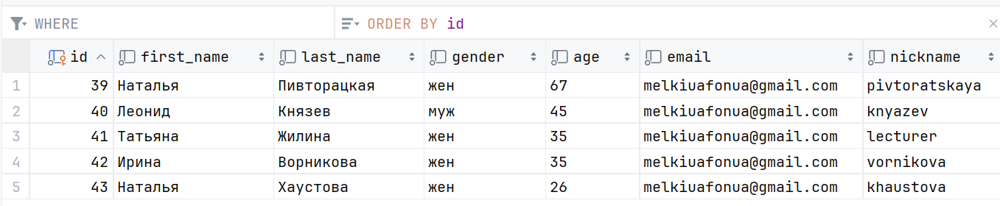 WHERE ORDER BY id
id first_name last_name gender age email nickname
1 39 Наталья Пивторацкая жен 67 melkiuafonua@gmail.com pivtoratskaya
2 40 Леонид Князев муж 45 melkiuafonua@gmail.com knyazev
3 41 Татьяна Жилина жен 35 melkiuafonua@gmail.com lecturer
4 42 Ирина Ворникова жен 35 melkiuafonua@gmail.com vornikova
5 43 Наталья Хаустова жен 26 melkiuafonua@gmail.com khaustova